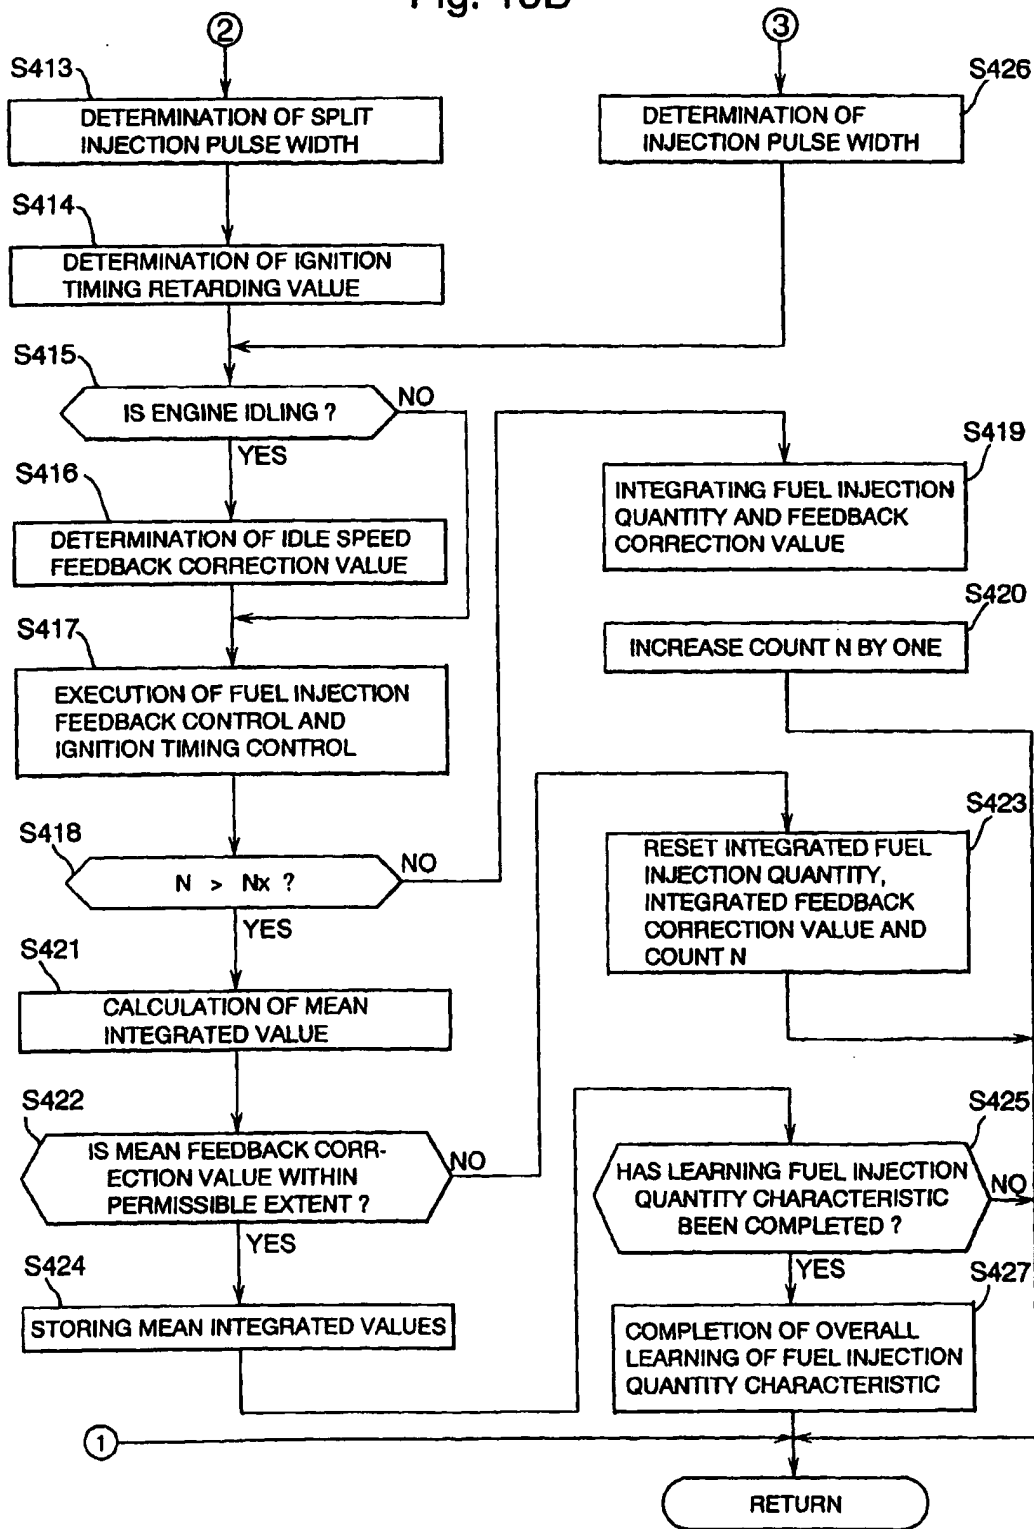 ②
S413
DETERMINATION OF SPLIT
INJECTION PULSE WIDTH
S414
DETERMINATION OF IGNITION
TIMING RETARDING VALUE
S415
IS ENGINE IDLING ?
NO
YES
S416
DETERMINATION OF IDLE SPEED
FEEDBACK CORRECTION VALUE
S417
EXECUTION OF FUEL INJECTION
FEEDBACK CONTROL AND
IGNITION TIMING CONTROL
S418
N > Nx ?
NO
YES
S421
CALCULATION OF MEAN
INTEGRATED VALUE
S422
IS MEAN FEEDBACK CORR-
ECTION VALUE WITHIN
PERMISSIBLE EXTENT ?
NO
YES
S424
STORING MEAN INTEGRATED VALUES
①
③
S426
DETERMINATION OF
INJECTION PULSE WIDTH
S419
INTEGRATING FUEL INJECTION
QUANTITY AND FEEDBACK
CORRECTION VALUE
S420
INCREASE COUNT N BY ONE
S423
RESET INTEGRATED FUEL
INJECTION QUANTITY,
INTEGRATED FEEDBACK
CORRECTION VALUE AND
COUNT N
S425
HAS LEARNING FUEL INJECTION
QUANTITY CHARACTERISTIC
BEEN COMPLETED ?
NO
YES
S427
COMPLETION OF OVERALL
LEARNING OF FUEL INJECTION
QUANTITY CHARACTERISTIC
RETURN